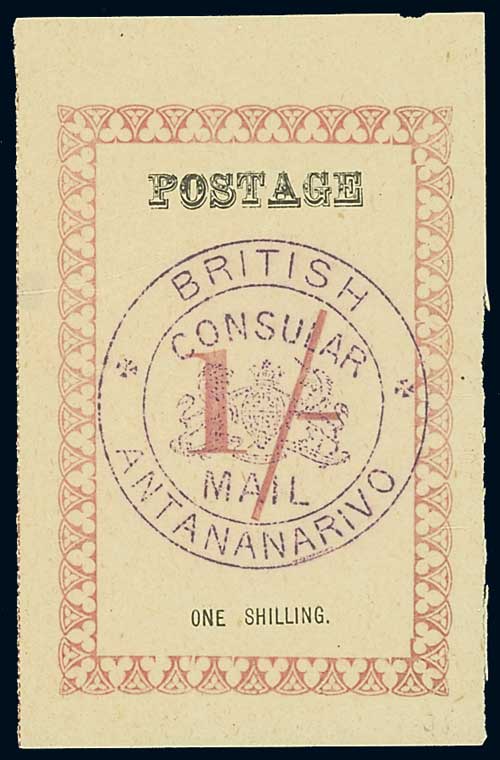 POSTAGE
BRITISH
CONSULAR
1/-
MAIL
ANTANANARIVO
ONE SHILLING.